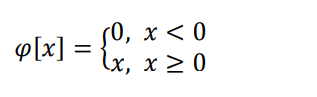 φ[x] = {0, x < 0
x, x ≥ 0